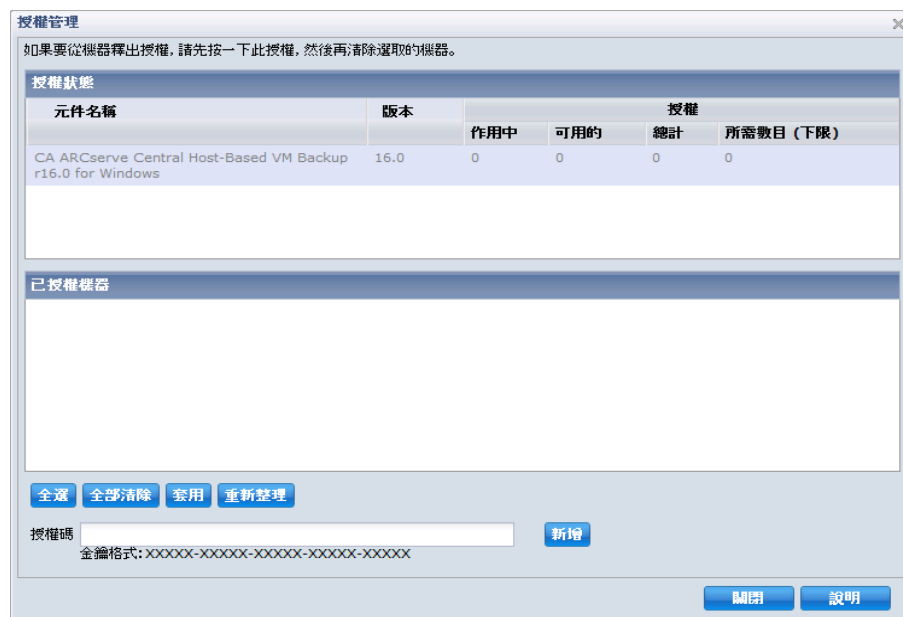 授權管理
如果要從機器釋出授權, 請先按一下此授權, 然後再清除選取的機器。
授權狀態
元件名稱 版本 授權
作用中 可用的 總計 所需數目 (下限)
CA ARCserve Central Host-Based VM Backup 16.0 0 0 0 0
r16.0 for Windows
已授權機器
全選 全部清除 套用 重新整理
授權碼 新增
金鑰格式: XXXXX-XXXXX-XXXXX-XXXXX-XXXXX
關閉 說明